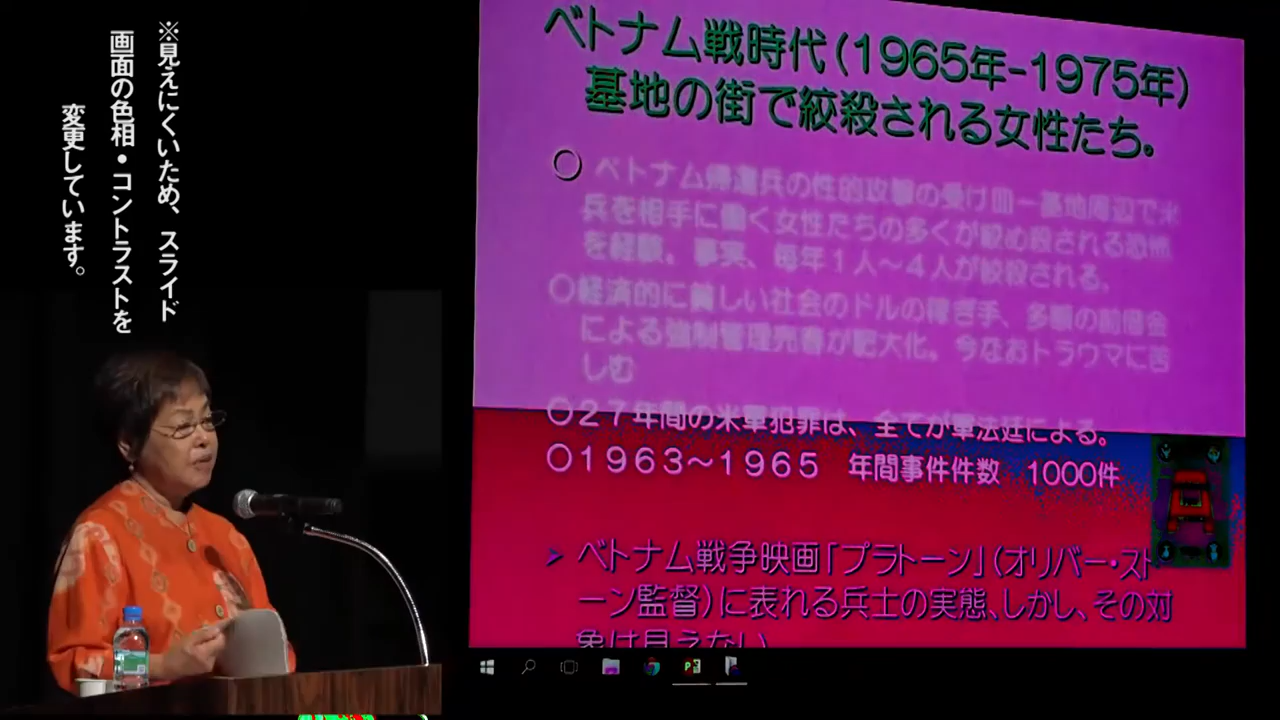 ※見えにくいため、スライド
画面の色相・コントラストを
変更しています。
ベトナム戦時代(1965年-1975年)
基地の街で絞殺される女性たち。
○ ベトナム帰還兵の性的攻撃の受け皿ー基地周辺で米
兵を相手に働く女性たちの多くが絞め殺される恐怖
を経験。事実、毎年1人～4人が絞殺される。
○経済的に貧しい社会のドルの稼ぎ手、多額の前借金
による強制管理売春が肥大化。今なおトラウマに苦
しむ
○27年間の米軍犯罪は、全てが軍法廷による。
○1963～1965 年間事件件数 1000件
➢ ベトナム戦争映画「プラトーン」(オリバー・スト
ーン監督)に表れる兵士の実態、しかし、その対
象は見えない